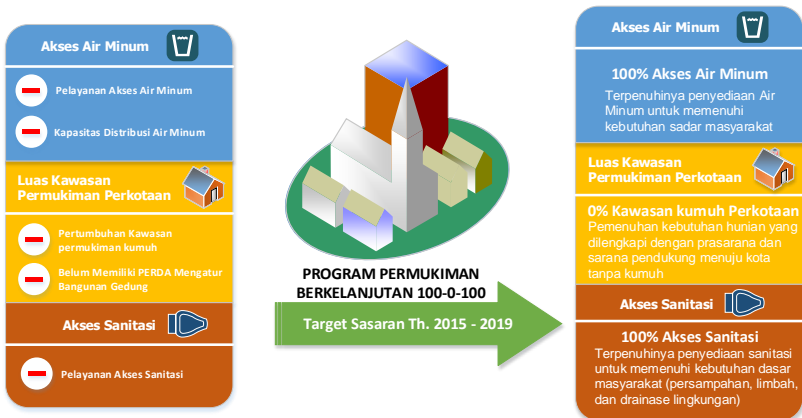 Akses Air Minum
Pelayanan Akses Air Minum
Kapasitas Distribusi Air Minum
Luas Kawasan
Permukiman Perkotaan
Pertumbuhan Kawasan
permukiman kumuh
Belum Memiliki PERDA Mengatur
Bangunan Gedung
Akses Sanitasi
Pelayanan Akses Sanitasi
PROGRAM PERMUKIMAN
BERKELANJUTAN 100-0-100
Target Sasaran Th. 2015 - 2019
Akses Air Minum
100% Akses Air Minum
Terpenuhinya penyediaan Air
Minum untuk memenuhi
kebutuhan sadar masyarakat
Luas Kawasan
Permukiman Perkotaan
0% Kawasan kumuh Perkotaan
Pemenuhan kebutuhan hunian yang
dilengkapi dengan prasarana dan
sarana pendukung menuju kota
tanpa kumuh
Akses Sanitasi
100% Akses Sanitasi
Terpenuhinya penyediaan sanitasi
untuk memenuhi kebutuhan dasar
masyarakat (persampahan, limbah,
dan drainase lingkungan)